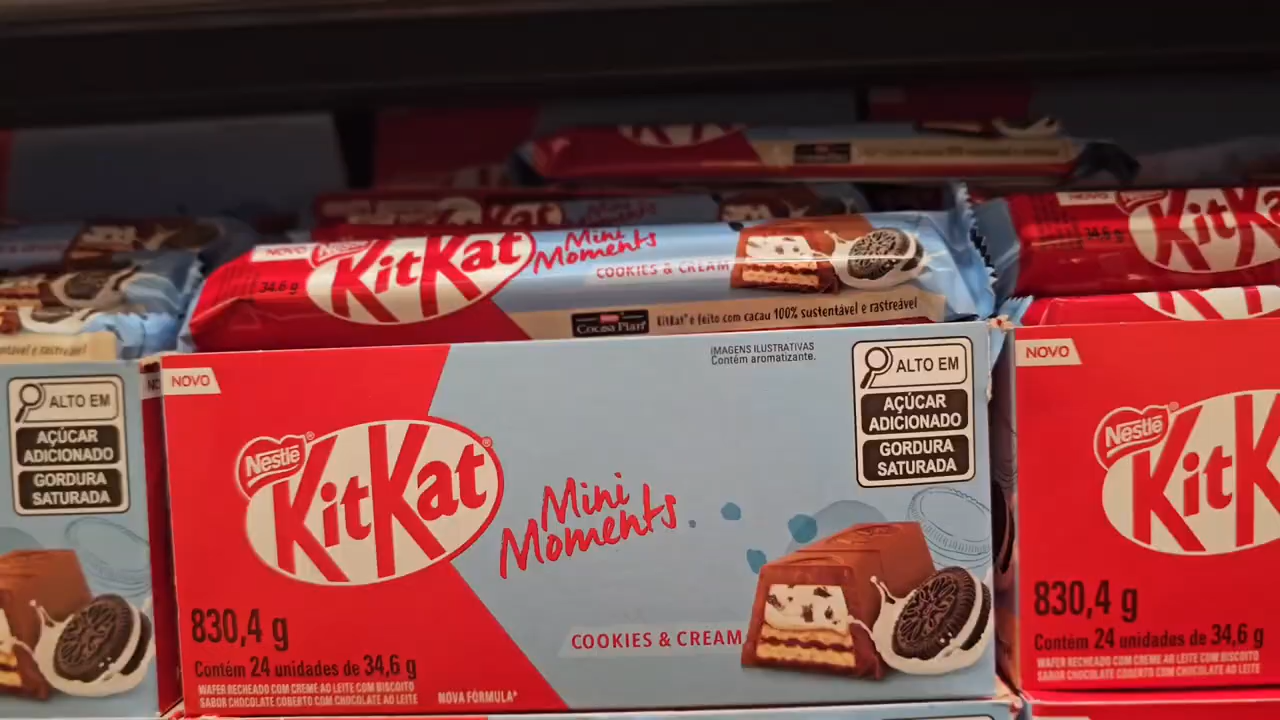 NOVO
KitKat
Mini
Moments
COOKIES & CREAM
34,6 g
Cocoa Plan
KitKat é feito com cacau 100% sustentável e rastreável
NOVO
34,6 g
KitK
ntável e rastreável
ALTO EM
AÇÚCAR
ADICIONADO
GORDURA
SATURADA
NOVO
IMAGENS ILUSTRATIVAS
Contém aromatizante.
ALTO EM
AÇÚCAR
ADICIONADO
GORDURA
SATURADA
Nestlé
KitKat
Mini
Moments
COOKIES & CREAM
830,4 g
Contém 24 unidades de 34,6 g
WAFER RECHEADO COM CREME AO LEITE COM BISCOITO
SABOR CHOCOLATE COBERTO COM CHOCOLATE AO LEITE
NOVA FÓRMULA*
NOVO
Nestlé
KitK
830,4 g
Contém 24 unidades de 34,6 g
WAFER RECHEADO COM CREME AO LEITE COM BISCOITO
SABOR CHOCOLATE COBERTO COM CHOCOLATE AO LEITE